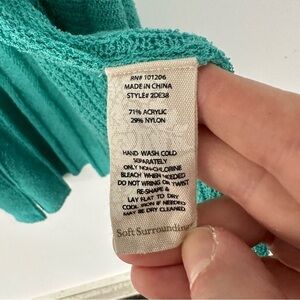 RN# 101206
MADE IN CHINA
STYLE# 2DE38
71% ACRYLIC
29% NYLON
HAND WASH COLD
SEPARATELY
ONLY NON-CHLORINE
BLEACH WHEN NEEDED
DO NOT WRING OR TWIST
RE-SHAPE &
LAY FLAT TO DRY
COOL IRON IF NEEDED
MAY BE DRY CLEANED
Soft Surroundings